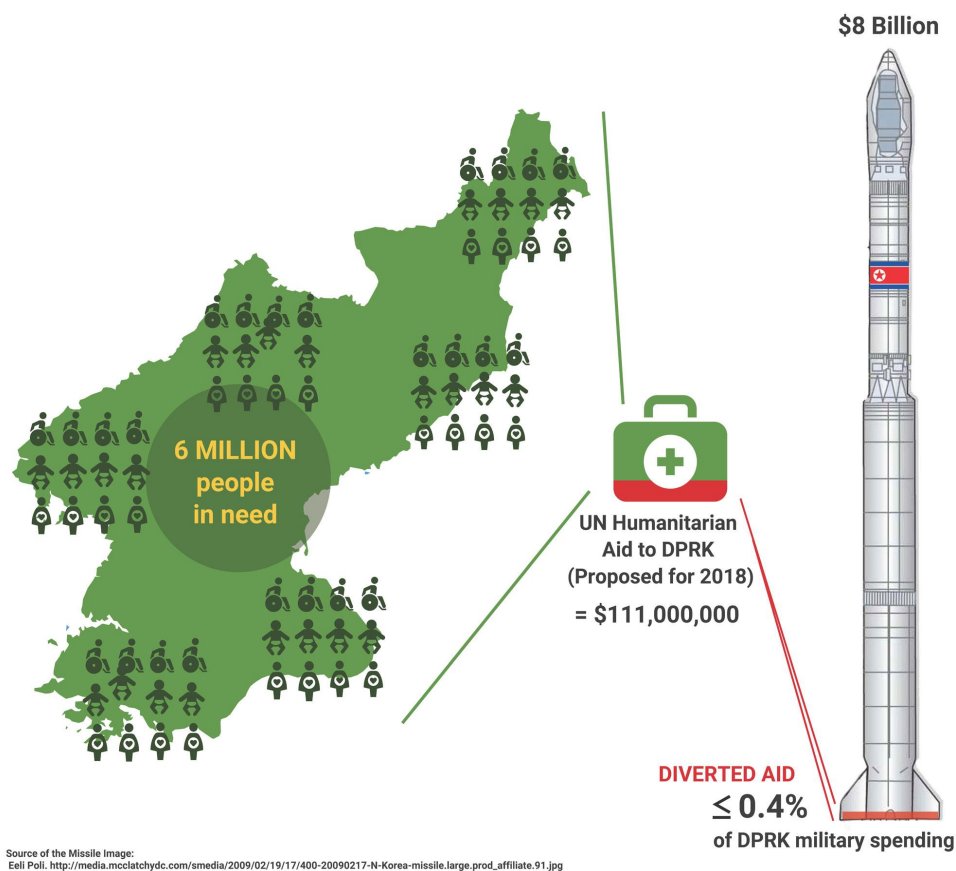 $8 Billion
6 MILLION
people
in need
UN Humanitarian
Aid to DPRK
(Proposed for 2018)
= $111,000,000
DIVERTED AID
≤ 0.4%
of DPRK military spending
Source of the Missile Image:
Eeli Poli. http://media.mcclatchydc.com/smedia/2009/02/19/17/400-20090217-N-Korea-missile.large.prod_affiliate.91.jpg